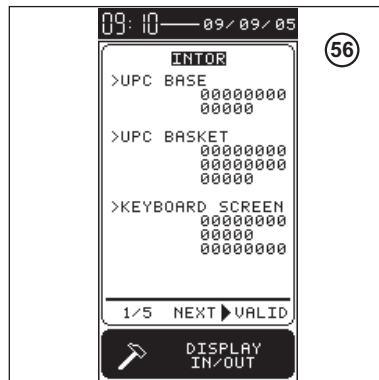 09:10 09/09/05
56
INTOR
>UPC BASE
00000000
00000
>UPC BASKET
00000000
00000000
00000
>KEYBOARD SCREEN
00000000
00000
00000000
1/5 NEXT▶VALID
DISPLAY
IN/OUT